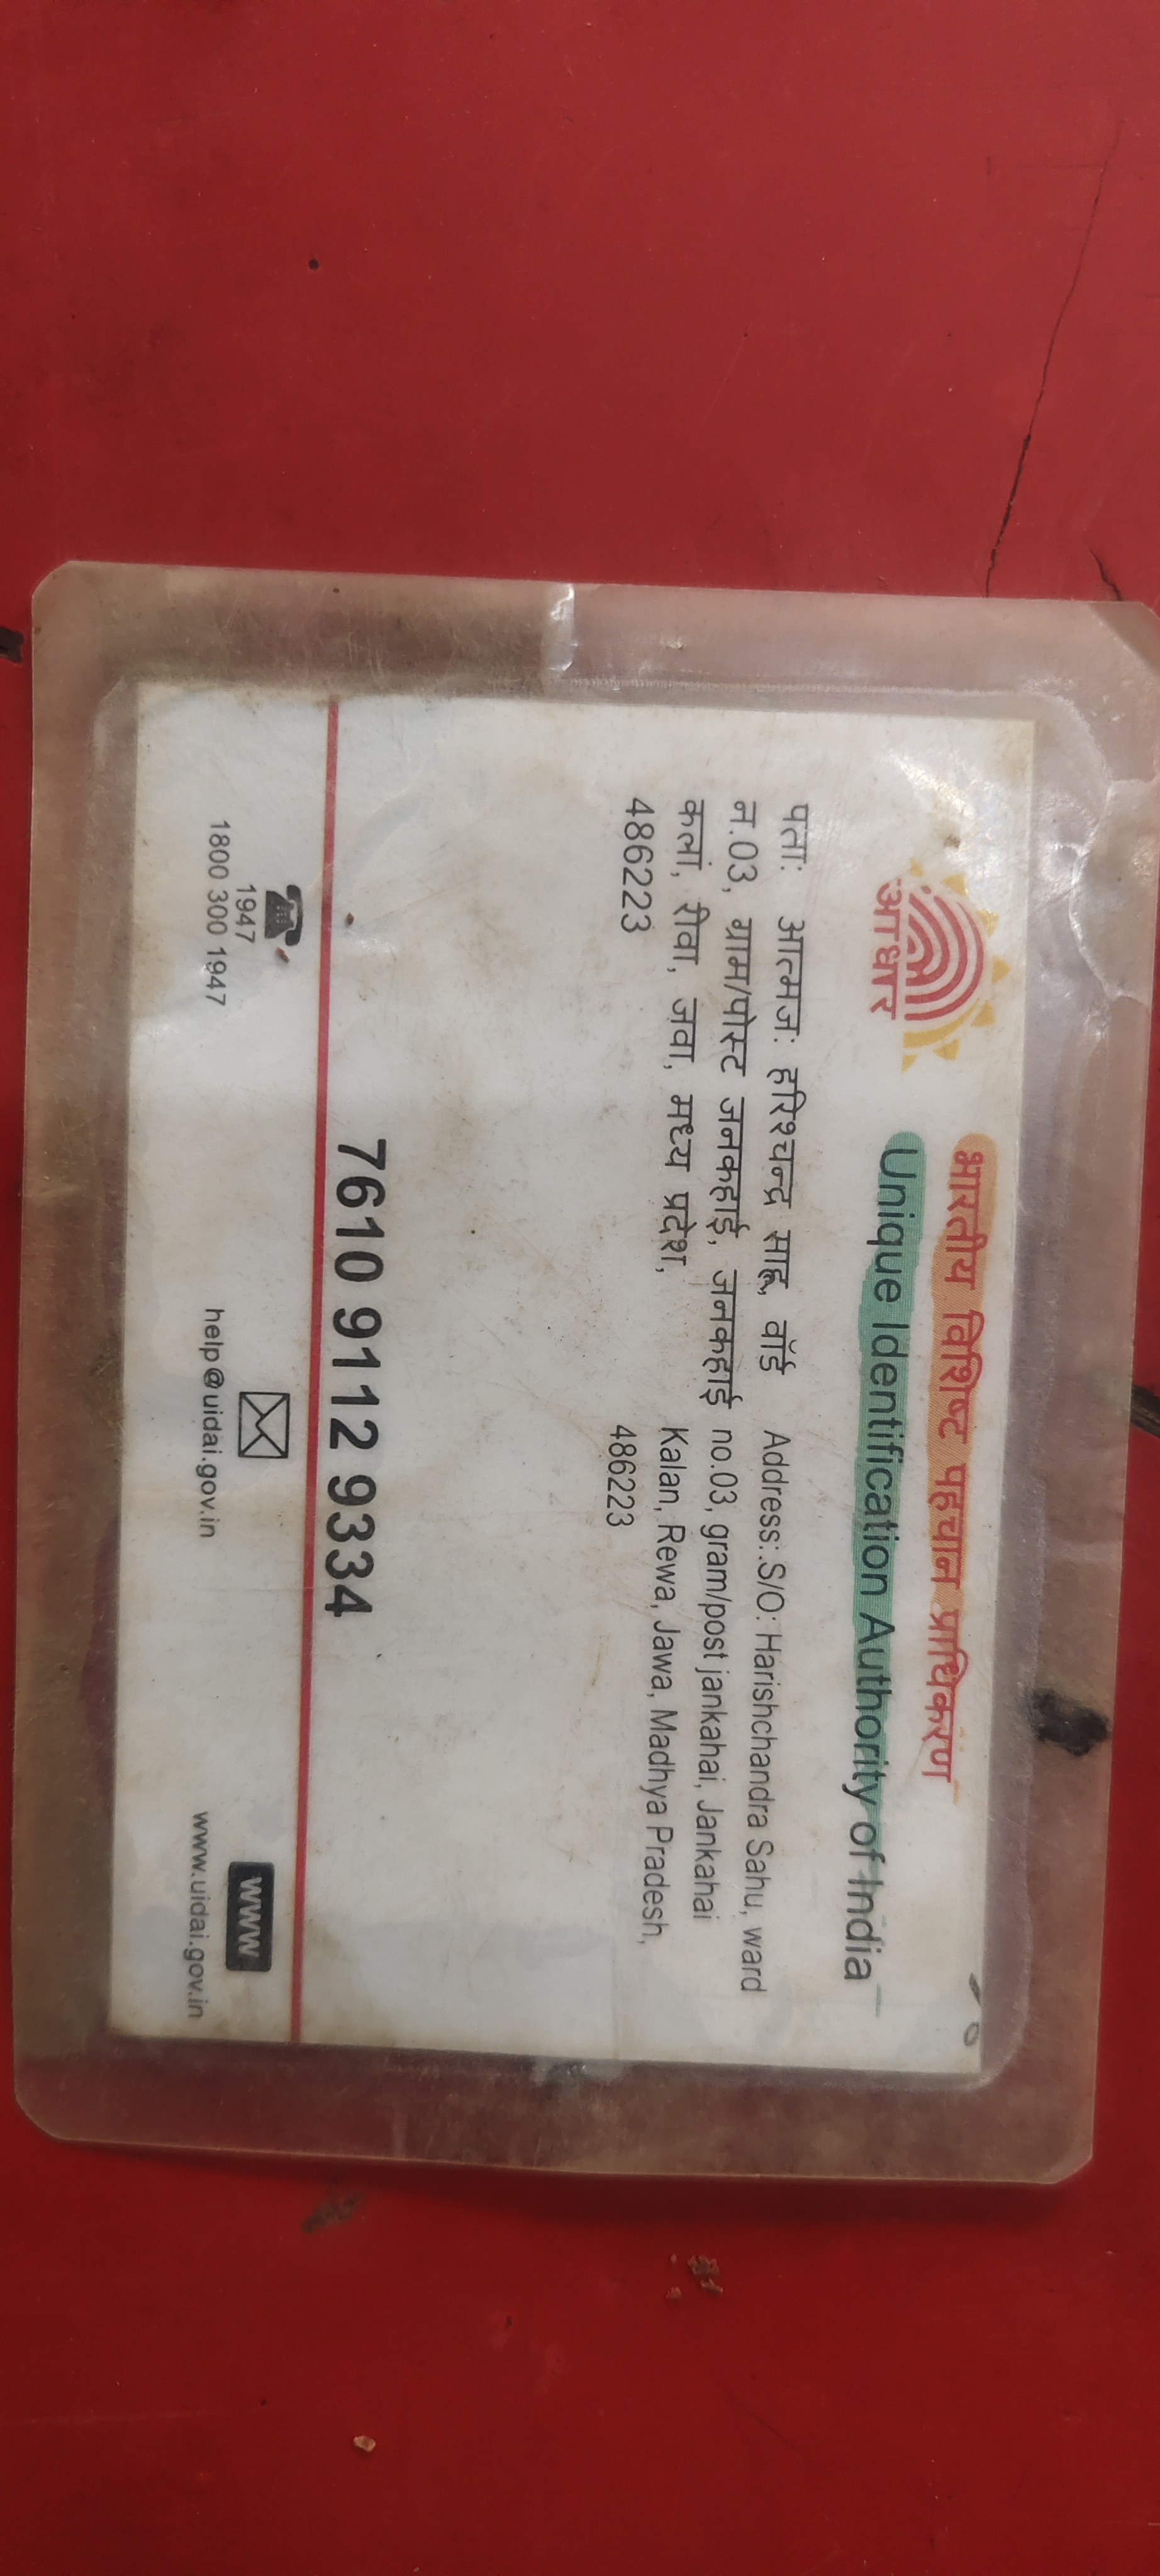 भारतीय विशिष्ट पहचान प्राधिकरण
Unique Identification Authority of India
आधार
पताः आत्मजः हरिश्चन्द्र साहू, वॉर्ड
न.03, ग्राम/पोस्ट जनकहाई, जनकहाई
कलां, रीवा, जवा, मध्य प्रदेश,
486223
Address: S/O: Harishchandra Sahu, ward
no.03, gram/post jankahai, Jankahai
Kalan, Rewa, Jawa, Madhya Pradesh,
486223
7610 9112 9334
1947
1800 300 1947
help@uidai.gov.in
www
www.uidai.gov.in